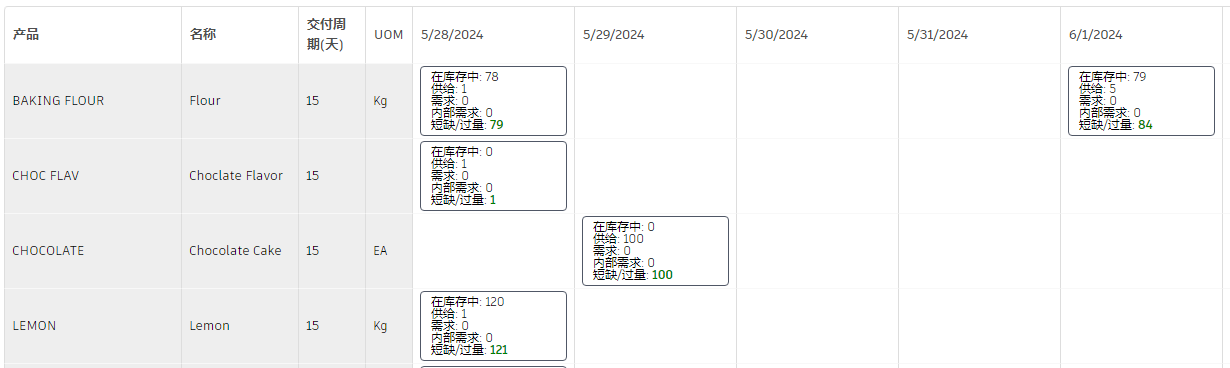 产品 名称 交付周期(天) UOM 5/28/2024 5/29/2024 5/30/2024 5/31/2024 6/1/2024
BAKING FLOUR Flour 15 Kg
在库存中: 78
供给: 1
需求: 0
内部需求: 0
短缺/过量: 79
在库存中: 79
供给: 5
需求: 0
内部需求: 0
短缺/过量: 84
CHOC FLAV Choclate Flavor 15
在库存中: 0
供给: 1
需求: 0
内部需求: 0
短缺/过量: 1
CHOCOLATE Chocolate Cake 15 EA
在库存中: 0
供给: 100
需求: 0
内部需求: 0
短缺/过量: 100
LEMON Lemon 15 Kg
在库存中: 120
供给: 1
需求: 0
内部需求: 0
短缺/过量: 121